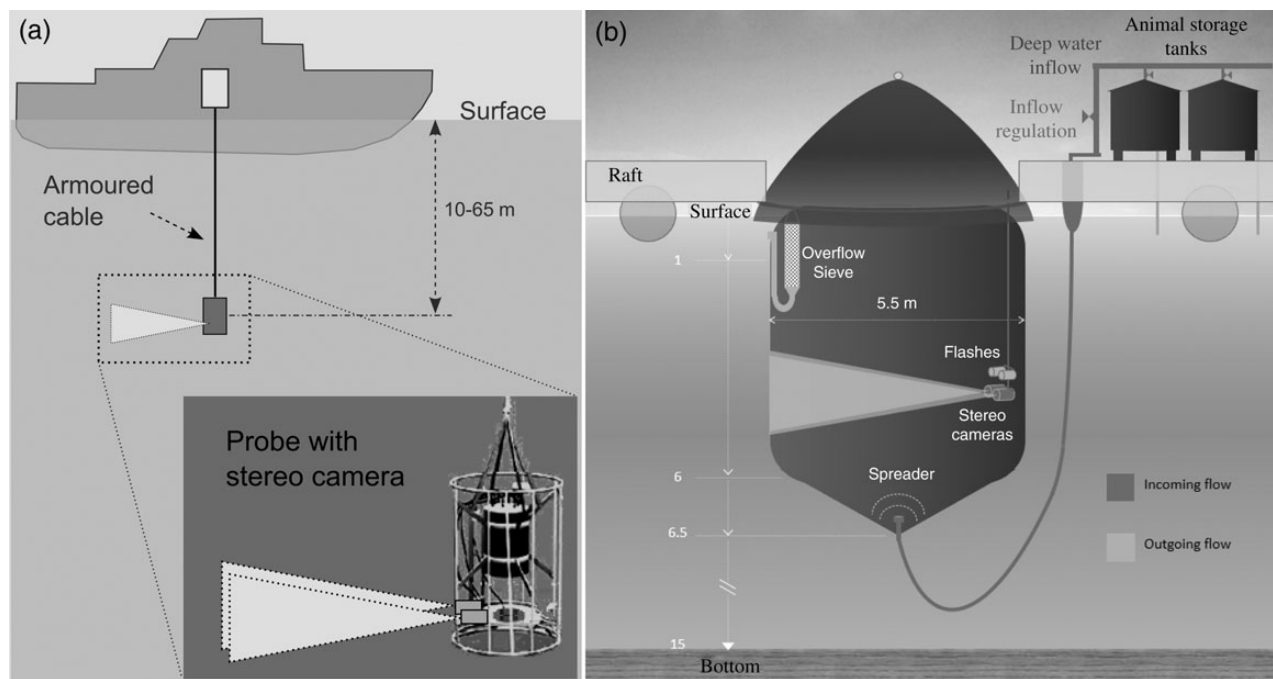 (a)
Surface
Armoured
cable
10-65 m
Probe with
stereo camera
(b)
Animal storage
tanks
Deep water
inflow
Inflow
regulation
Raft
Surface
1
Overflow
Sieve
5.5 m
Flashes
Stereo
cameras
6
Spreader
Incoming flow
6.5
Outgoing flow
15
Bottom